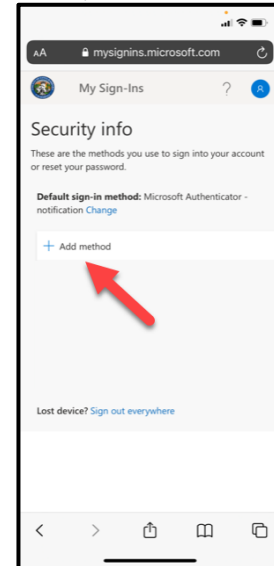 AA mysignins.microsoft.com
My Sign-Ins ? R
Security info
These are the methods you use to sign into your account
or reset your password.
Default sign-in method: Microsoft Authenticator -
notification Change
+ Add method
Lost device? Sign out everywhere